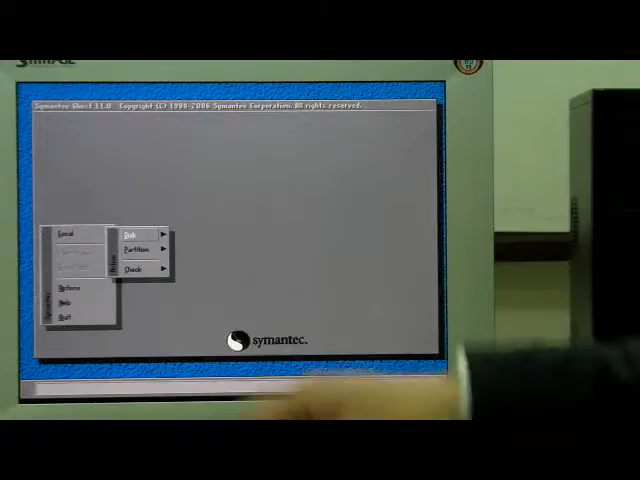 Symantec Ghost 11.0 Copyright (C) 1998-2006 Symantec Corporation. All rights reserved.
Local
Disk
Partition
Check
Options
Help
Quit
symantec.